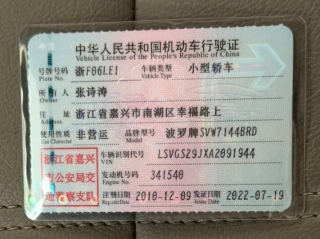 中华人民共和国机动车行驶证
Vehicle License of the People's Republic of China
号牌号码 浙F06LE1 车辆类型 小型轿车
Plate No. Vehicle Type
所有人 张诗涛
Owner
住址 浙江省嘉兴市南湖区幸福路上
Address
使用性质 非营运 品牌型号 波罗牌SVW7144BRD
Use Character Model
浙江省嘉兴
市公安局交
通警察支队
车辆识别代号 LSVGS29JXA2091944
VIN
发动机号码 341540
Engine No.
注册日期 2010-12-09 发证日期 2022-07-19
Register Date Issue Date